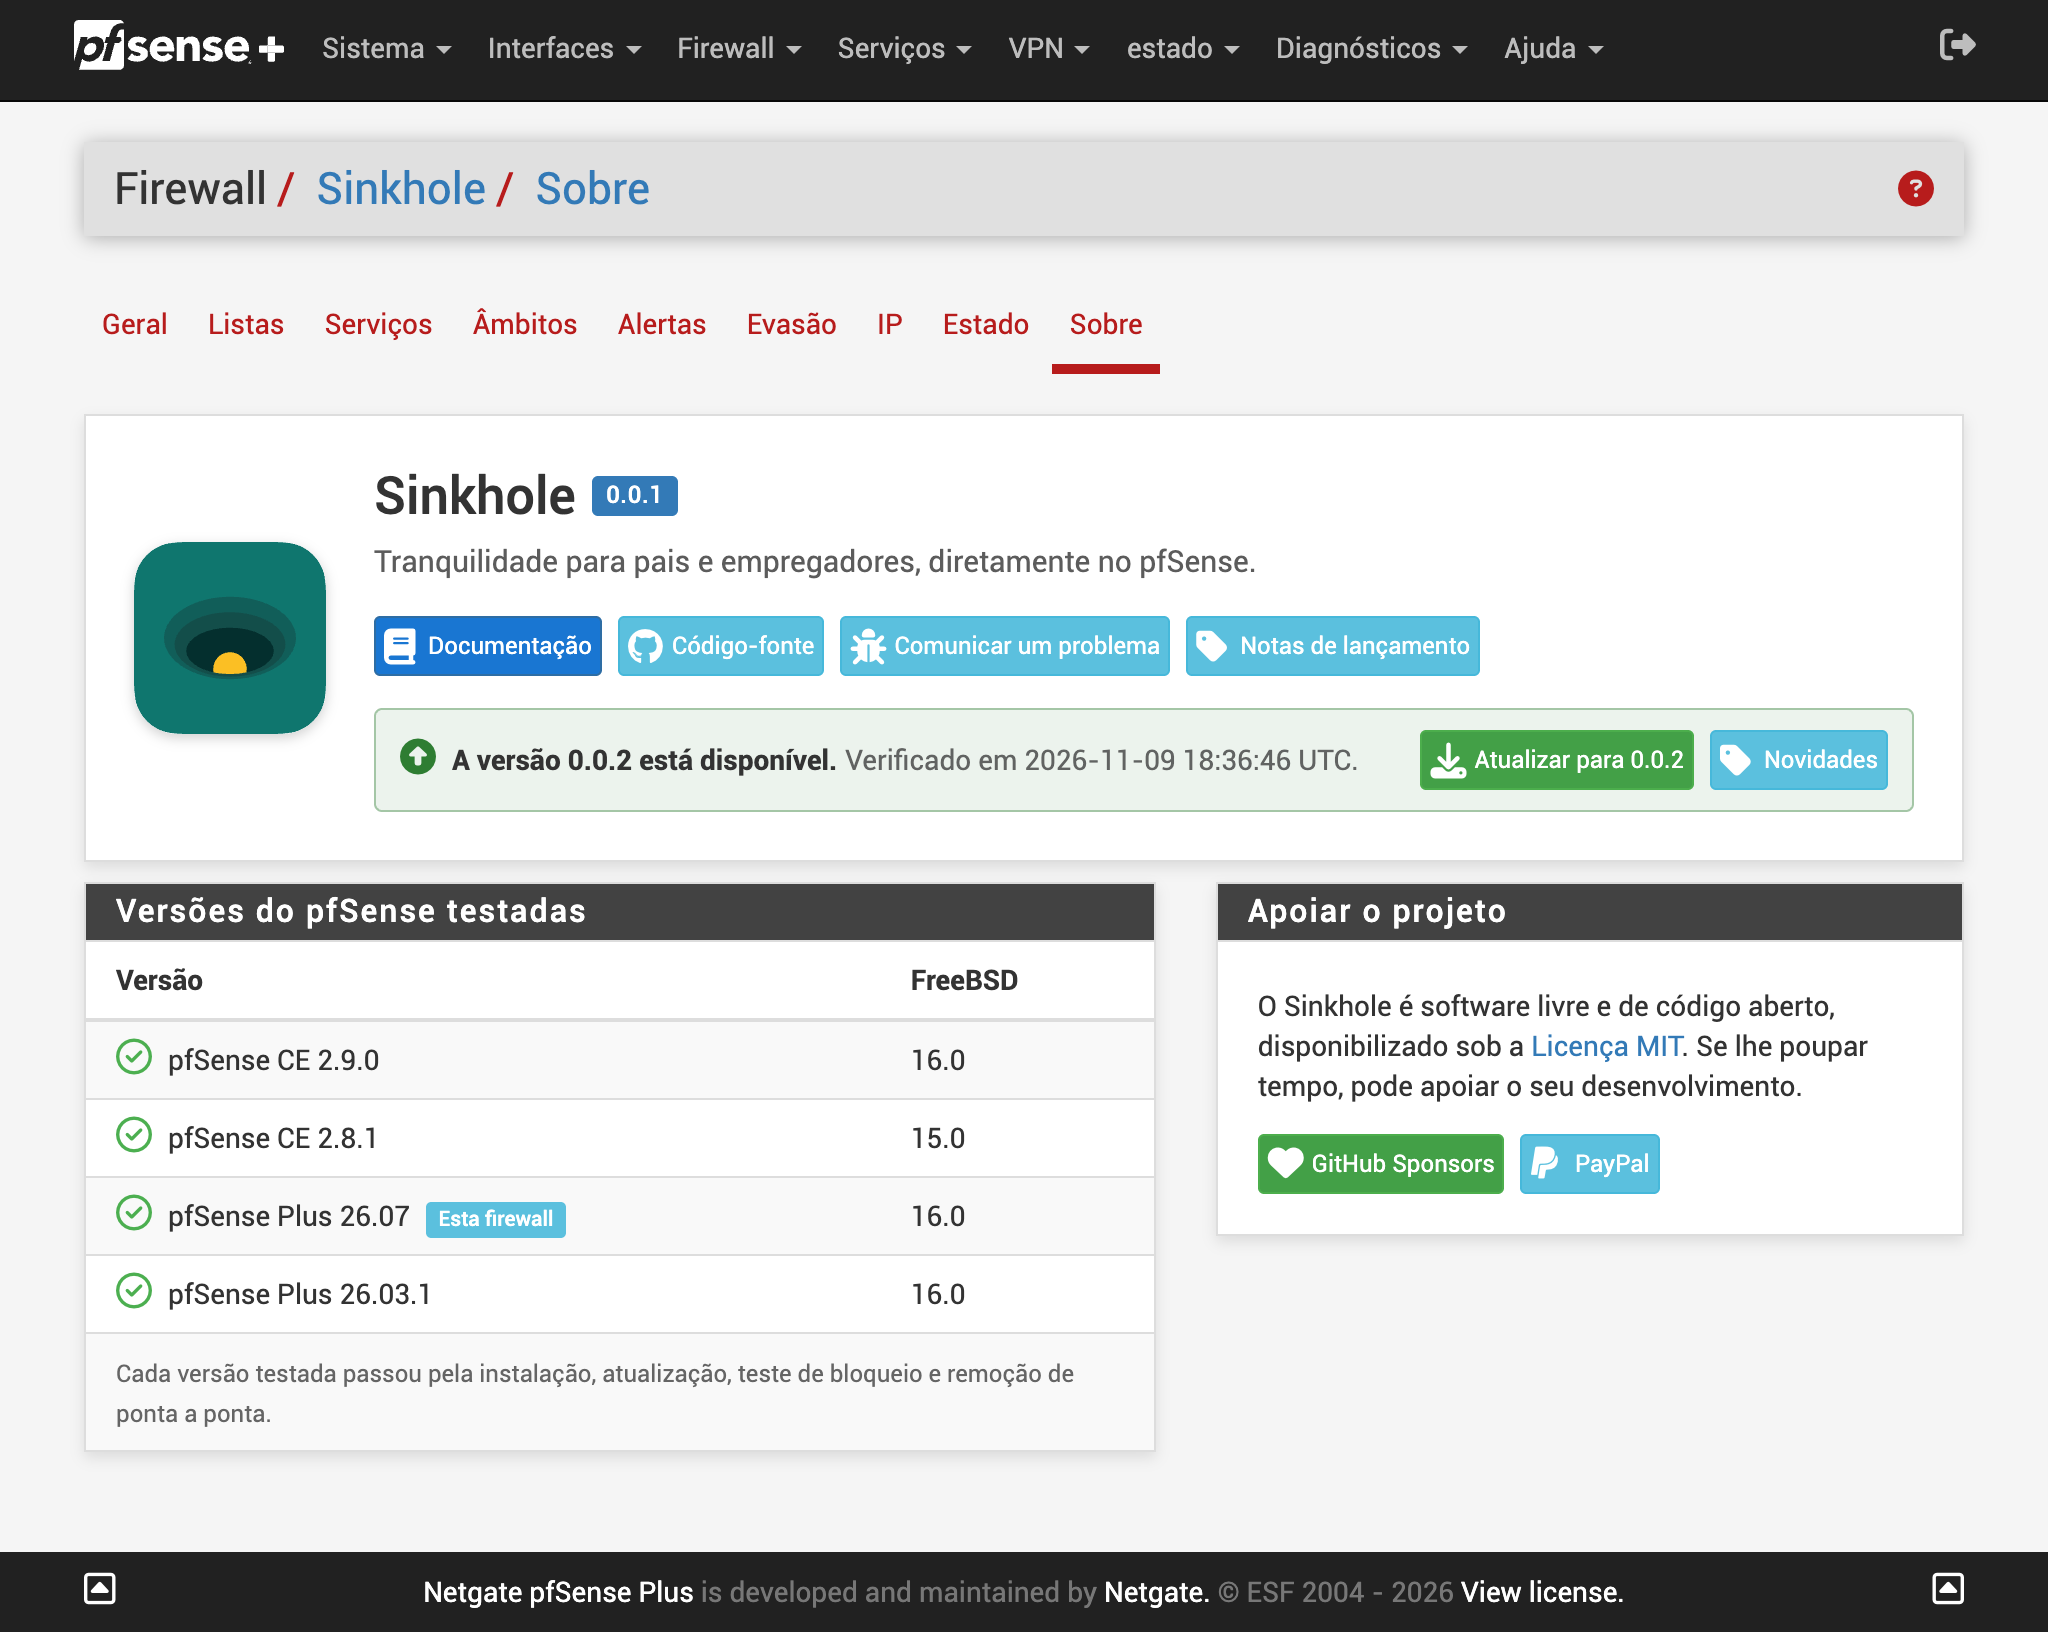 pfsense+ Sistema Interfaces Firewall Serviços VPN estado Diagnósticos Ajuda
Firewall / Sinkhole / Sobre
Geral Listas Serviços Âmbitos Alertas Evasão IP Estado Sobre
Sinkhole 0.0.1
Tranquilidade para pais e empregadores, diretamente no pfSense.
Documentação Código-fonte Comunicar um problema Notas de lançamento
A versão 0.0.2 está disponível. Verificado em 2026-11-09 18:36:46 UTC. Atualizar para 0.0.2 Novidades
Versões do pfSense testadas
Versão FreeBSD
pfSense CE 2.9.0 16.0
pfSense CE 2.8.1 15.0
pfSense Plus 26.07 Esta firewall 16.0
pfSense Plus 26.03.1 16.0
Cada versão testada passou pela instalação, atualização, teste de bloqueio e remoção de
ponta a ponta.
Apoiar o projeto
O Sinkhole é software livre e de código aberto,
disponibilizado sob a Licença MIT. Se lhe poupar
tempo, pode apoiar o seu desenvolvimento.
GitHub Sponsors PayPal
Netgate pfSense Plus is developed and maintained by Netgate. © ESF 2004 - 2026 View license.